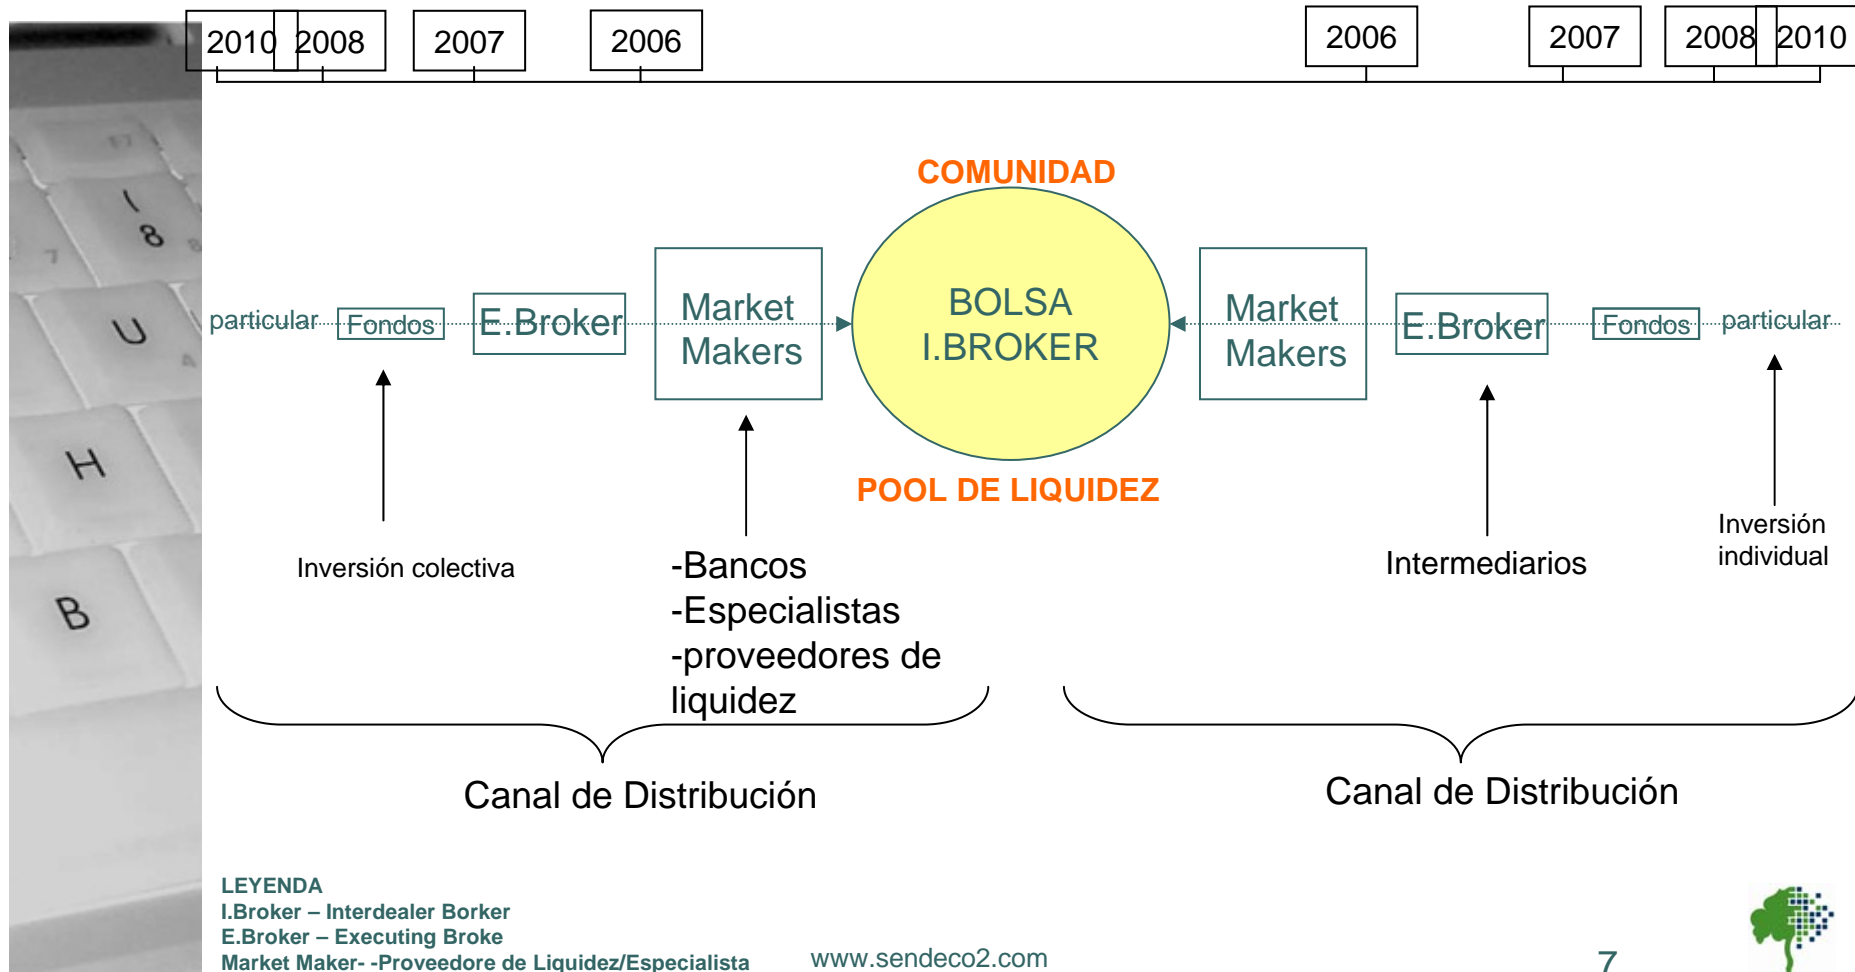 2010 2008 2007 2006 2006 2007 2008 2010
COMUNIDAD
particular Fondos E.Broker Market Makers
BOLSA
I.BROKER
Market Makers E.Broker Fondos particular
POOL DE LIQUIDEZ
Inversión colectiva
-Bancos
-Especialistas
-proveedores de
liquidez
Intermediarios
Inversión
individual
Canal de Distribución
Canal de Distribución
LEYENDA
I.Broker – Interdealer Borker
E.Broker – Executing Broke
Market Maker- -Proveedore de Liquidez/Especialista
www.sendeco2.com
7
I
8
7
U
H
B